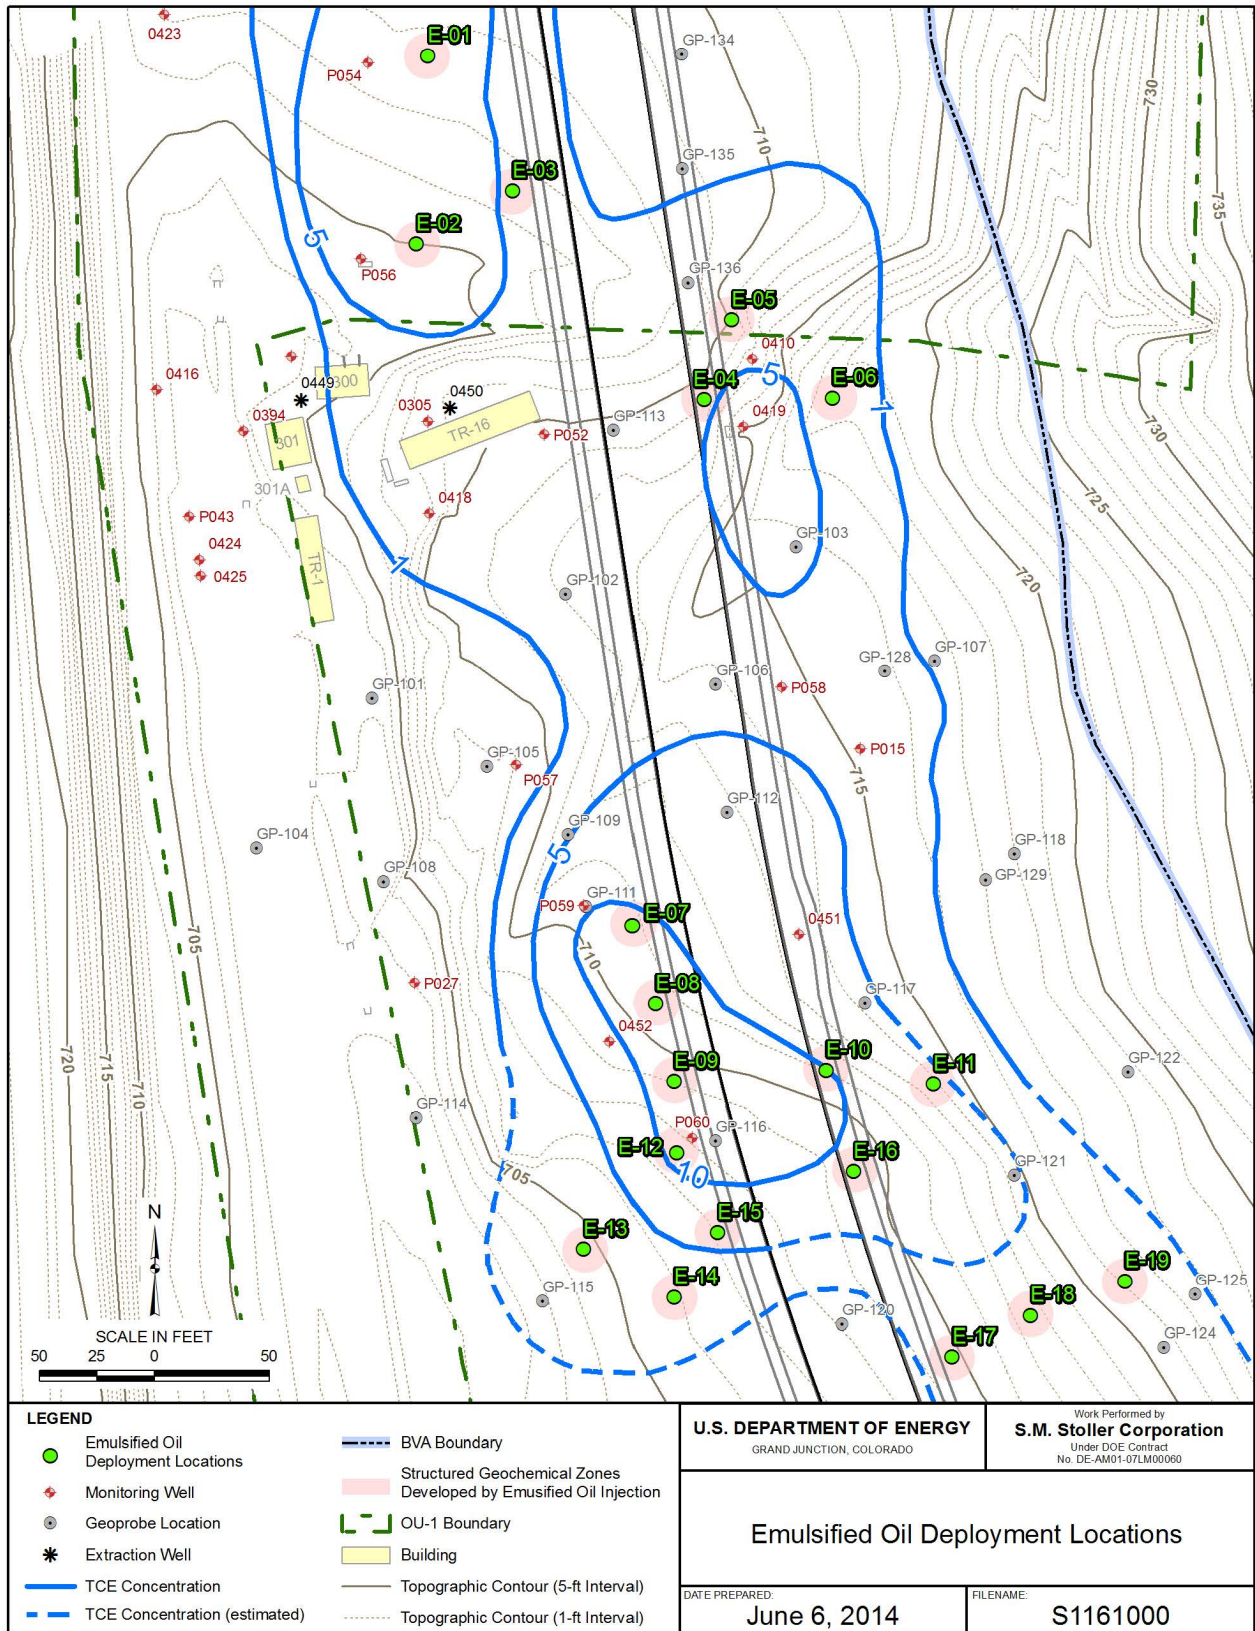 0423
E-01
GP-134
P054
730
710
GP-135
E-03
735
5
E-02
P056
GP-136
E-05
0410
0416
0449
300
0450
E-04
5
E-06
1
0394
0305
TR-16
P052
GP-113
0419
730
301
301A
0418
725
P043
GP-103
0424
1
TR-1
GP-102
720
0425
GP-107
GP-128
GP-101
GP-106
P058
P015
GP-105
P057
715
GP-112
GP-109
GP-104
5
GP-118
GP-108
GP-129
GP-111
P059
E-07
0451
705
710
P027
E-08
GP-117
0452
720
715
710
E-09
E-10
E-11
GP-122
GP-114
P060
GP-116
E-12
E-16
GP-121
705
10
N
E-15
E-13
E-14
E-19
GP-125
GP-115
E-18
GP-120
GP-124
SCALE IN FEET
E-17
50 25 0 50
LEGEND
Emulsified Oil
Deployment Locations
Monitoring Well
Geoprobe Location
Extraction Well
TCE Concentration
TCE Concentration (estimated)
BVA Boundary
Structured Geochemical Zones
Developed by Emusified Oil Injection
OU-1 Boundary
Building
Topographic Contour (5-ft Interval)
Topographic Contour (1-ft Interval)
U.S. DEPARTMENT OF ENERGY
GRAND JUNCTION, COLORADO
Work Performed by
S.M. Stoller Corporation
Under DOE Contract
No. DE-AM01-07LM00060
Emulsified Oil Deployment Locations
DATE PREPARED:
June 6, 2014
FILENAME:
S1161000